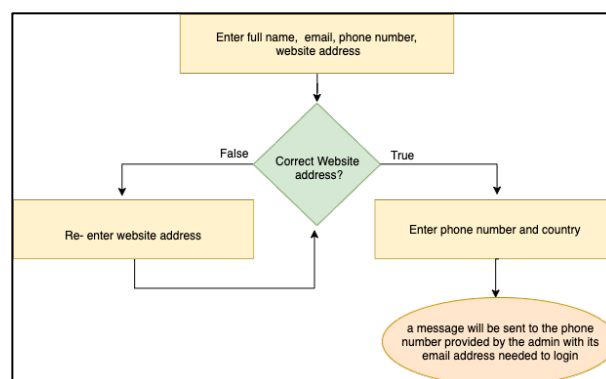 Enter full name,  email, phone number,
website address
Correct Website
address?
False
True
Re- enter website address
Enter phone number and country
a message will be sent to the phone
number provided by the admin with its
email address needed to login